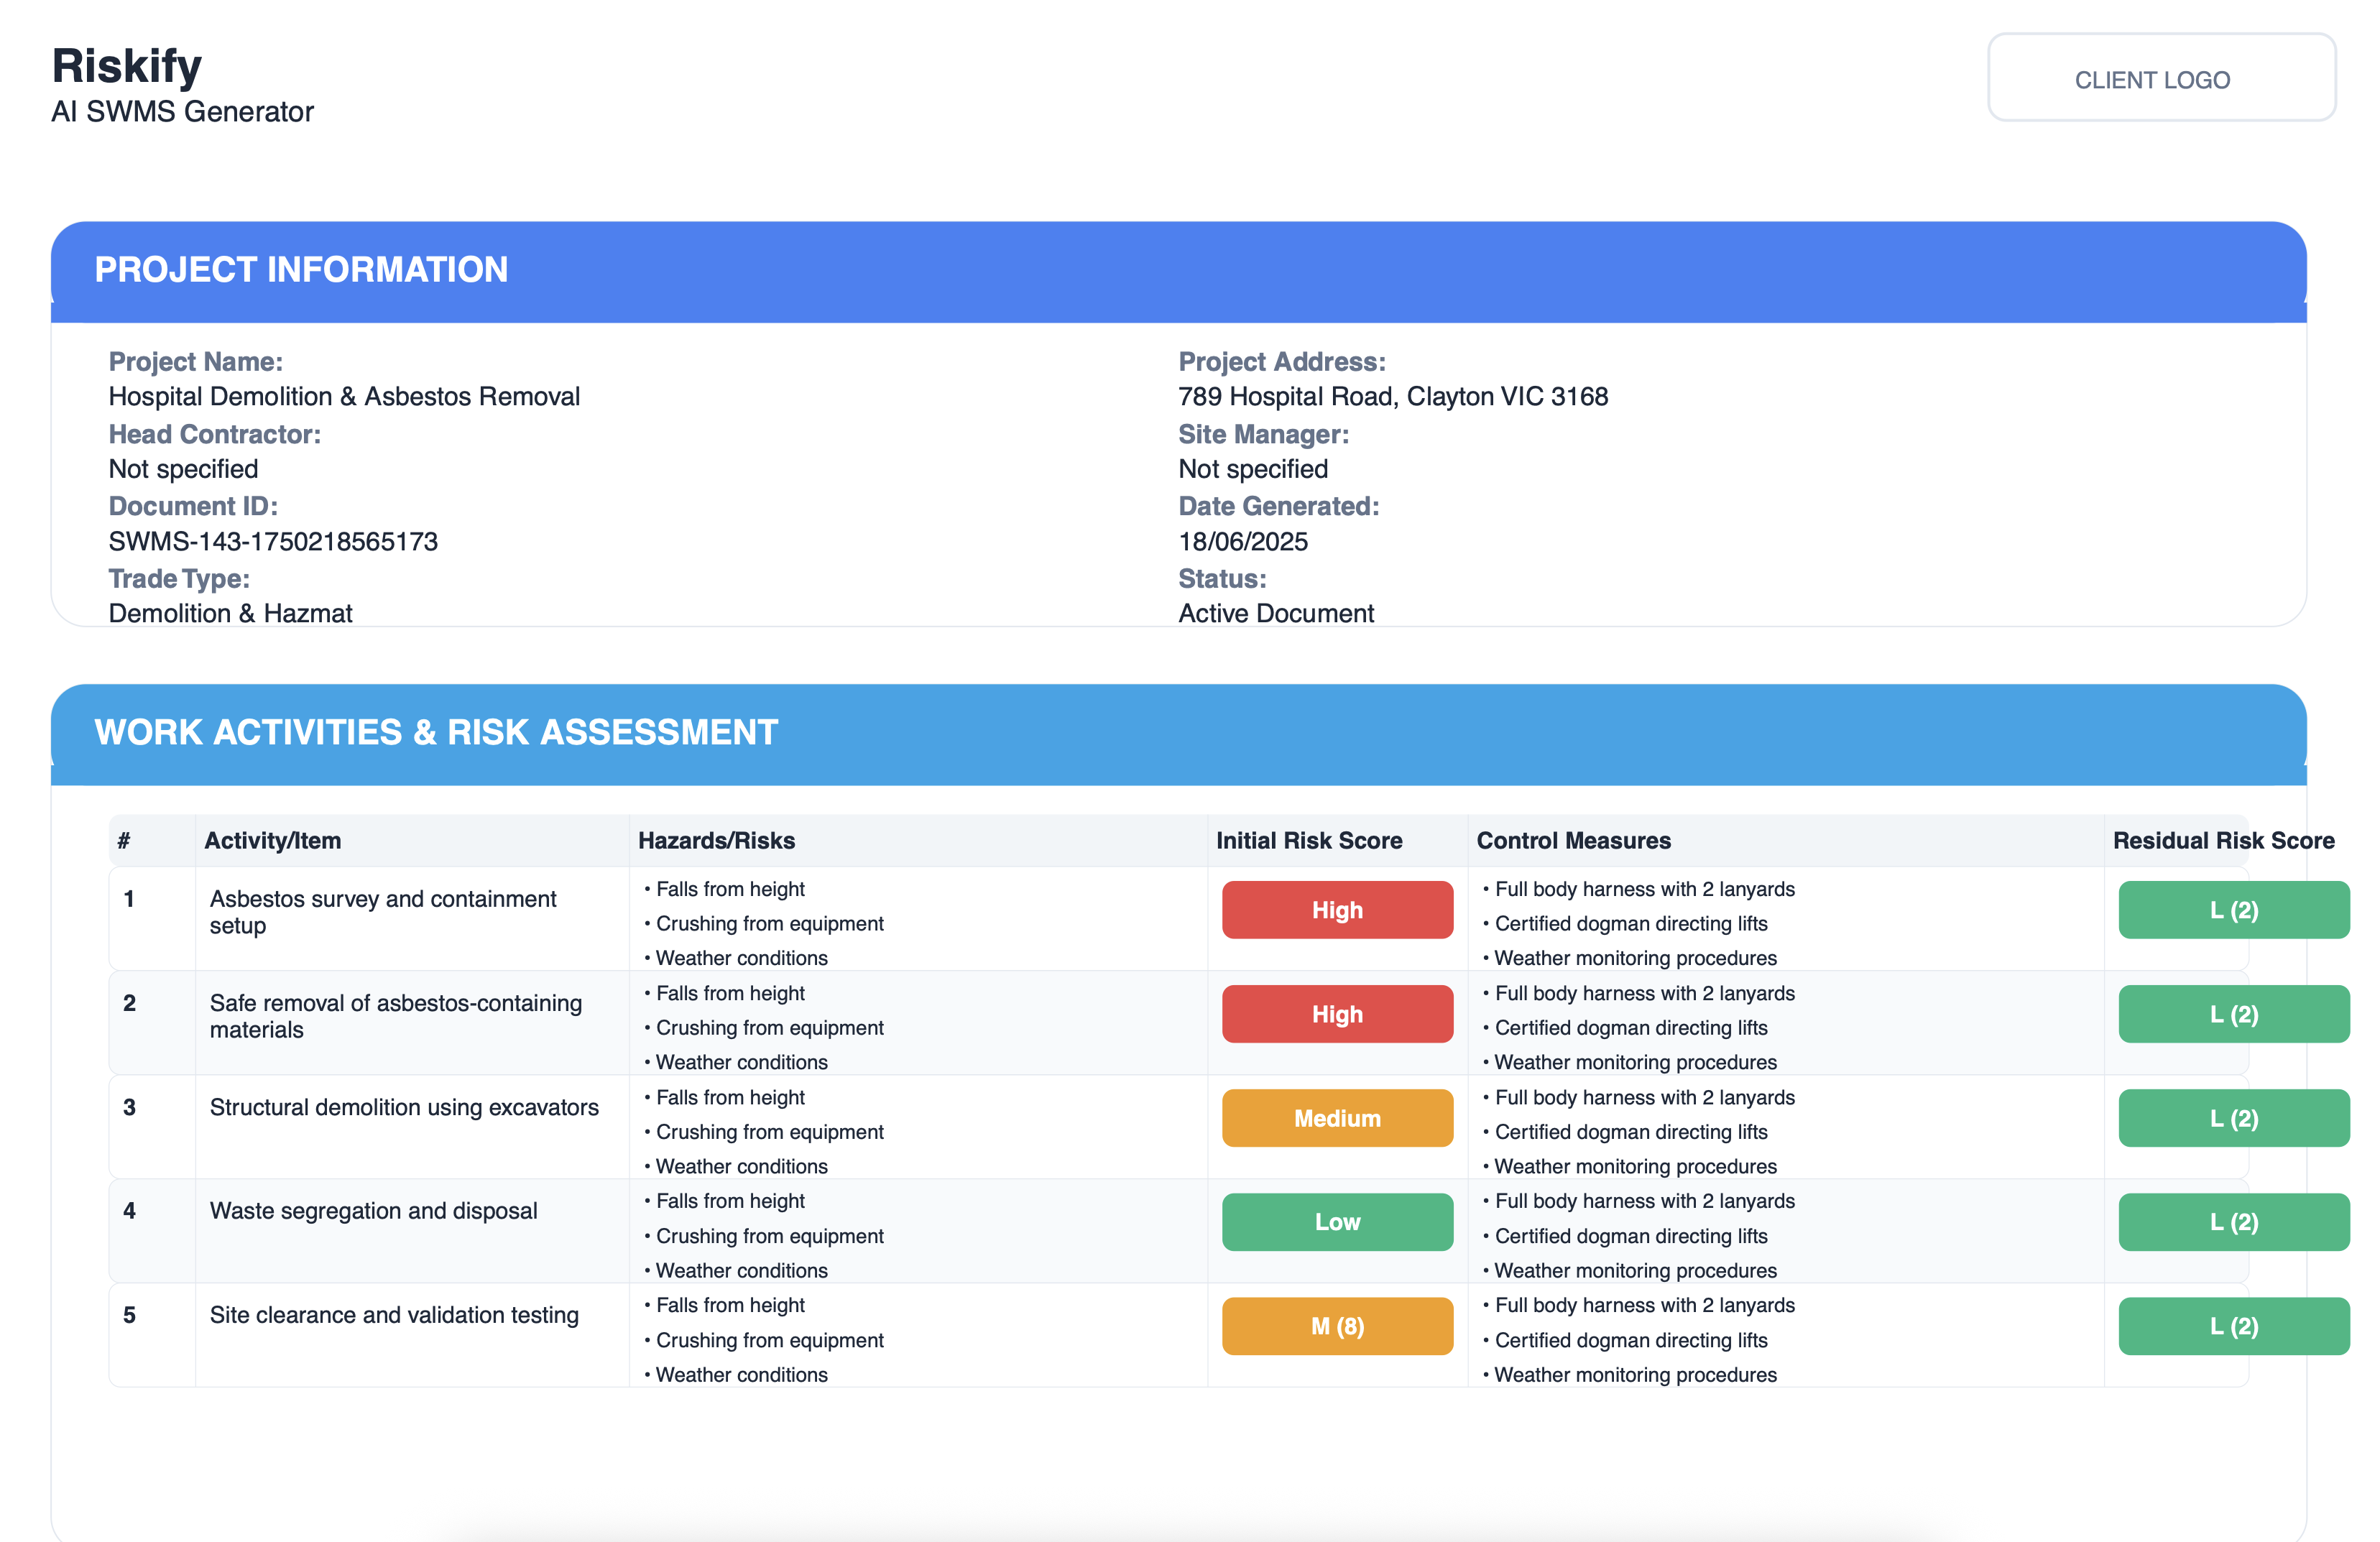 Riskify
AI SWMS Generator
CLIENT LOGO
PROJECT INFORMATION
Project Name:
Hospital Demolition & Asbestos Removal
Head Contractor:
Not specified
Document ID:
SWMS-143-1750218565173
Trade Type:
Demolition & Hazmat
Project Address:
789 Hospital Road, Clayton VIC 3168
Site Manager:
Not specified
Date Generated:
18/06/2025
Status:
Active Document
WORK ACTIVITIES & RISK ASSESSMENT
# Activity/Item Hazards/Risks Initial Risk Score Control Measures Residual Risk Score
1
Asbestos survey and containment
setup
• Falls from height
• Crushing from equipment
• Weather conditions
High
• Full body harness with 2 lanyards
• Certified dogman directing lifts
• Weather monitoring procedures
L (2)
2
Safe removal of asbestos-containing
materials
• Falls from height
• Crushing from equipment
• Weather conditions
High
• Full body harness with 2 lanyards
• Certified dogman directing lifts
• Weather monitoring procedures
L (2)
3
Structural demolition using excavators
• Falls from height
• Crushing from equipment
• Weather conditions
Medium
• Full body harness with 2 lanyards
• Certified dogman directing lifts
• Weather monitoring procedures
L (2)
4
Waste segregation and disposal
• Falls from height
• Crushing from equipment
• Weather conditions
Low
• Full body harness with 2 lanyards
• Certified dogman directing lifts
• Weather monitoring procedures
L (2)
5
Site clearance and validation testing
• Falls from height
• Crushing from equipment
• Weather conditions
M (8)
• Full body harness with 2 lanyards
• Certified dogman directing lifts
• Weather monitoring procedures
L (2)